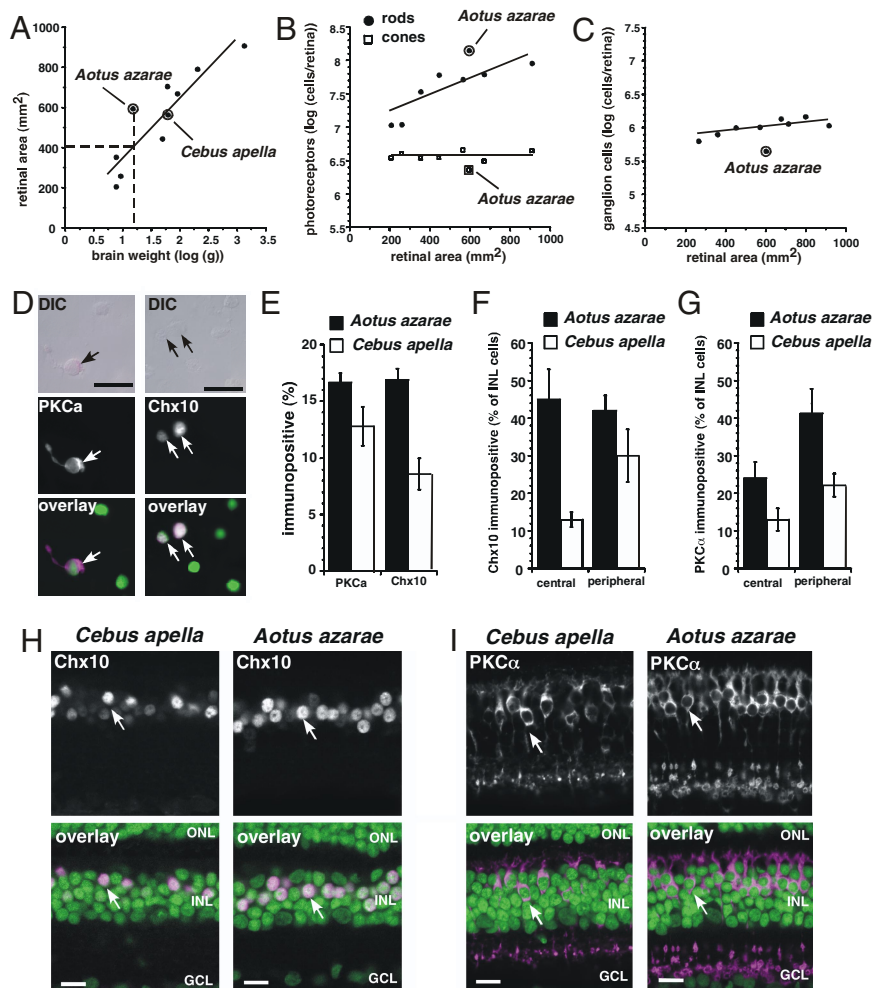 A
retinal area (mm2)
1000
800
600
400
200
0
0 0.5 1 1.5 2 2.5 3 3.5
brain weight (log (g))
Aotus azarae
Cebus apella
B
rods
cones
photoreceptors (log (cells/retina))
8.5
8
7.5
7
6.5
6
5.5
0 200 400 600 800 1000
retinal area (mm2)
Aotus azarae
Aotus azarae
C
ganglion cells (log (cells/retina))
8
7.5
7
6.5
6
5.5
5
4.5
0 200 400 600 800 1000
retinal area (mm2)
Aotus azarae
D
DIC
DIC
PKCa
Chx10
overlay
overlay
E
Aotus azarae
Cebus apella
immunopositive (%)
20
15
10
5
0
PKCa Chx10
F
Aotus azarae
Cebus apella
Chx10 immunopositive (% of INL cells)
60
50
40
30
20
10
0
central peripheral
G
Aotus azarae
Cebus apella
PKCα immunopositive (% of INL cells)
60
50
40
30
20
10
0
central peripheral
H
Cebus apella
Aotus azarae
Chx10
Chx10
overlay
ONL
INL
GCL
overlay
ONL
INL
GCL
I
Cebus apella
Aotus azarae
PKCα
PKCα
overlay
ONL
INL
GCL
overlay
ONL
INL
GCL